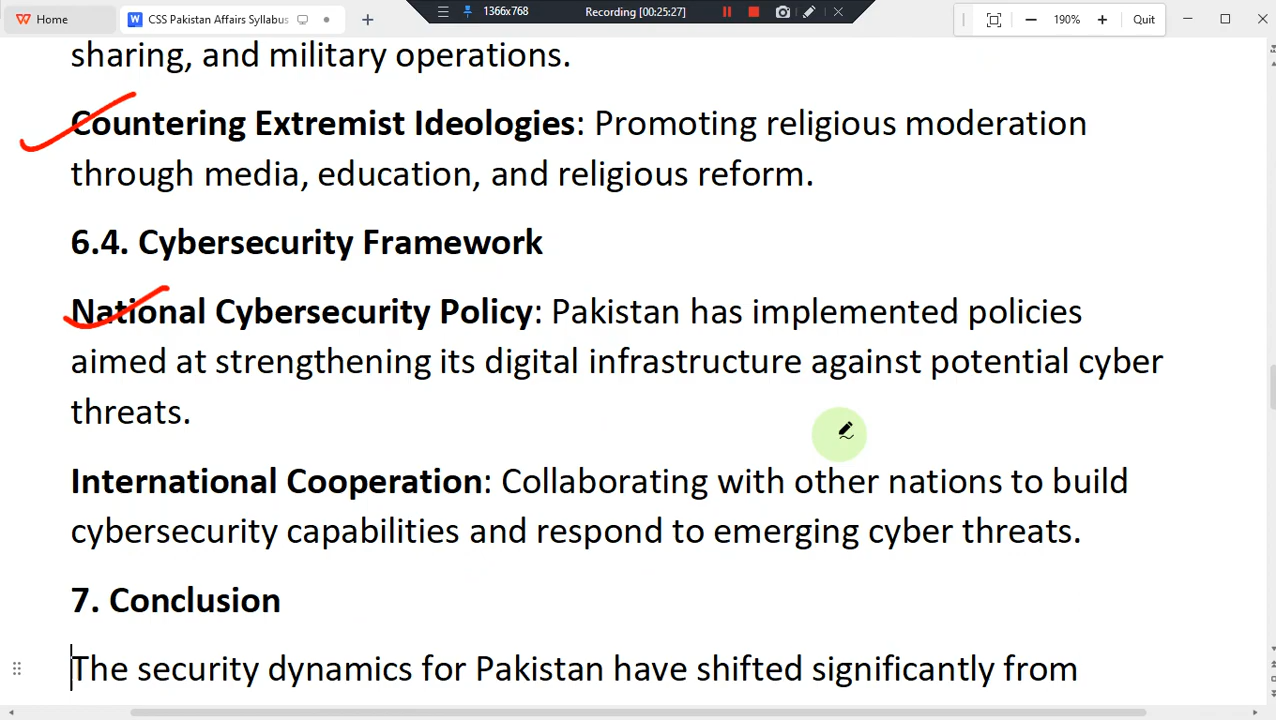 Home
CSS Pakistan Affairs Syllabus
1366x768
Recording [00:25:27]
190%
Quit
sharing, and military operations.
Countering Extremist Ideologies: Promoting religious moderation
through media, education, and religious reform.
6.4. Cybersecurity Framework
National Cybersecurity Policy: Pakistan has implemented policies
aimed at strengthening its digital infrastructure against potential cyber
threats.
International Cooperation: Collaborating with other nations to build
cybersecurity capabilities and respond to emerging cyber threats.
7. Conclusion
The security dynamics for Pakistan have shifted significantly from